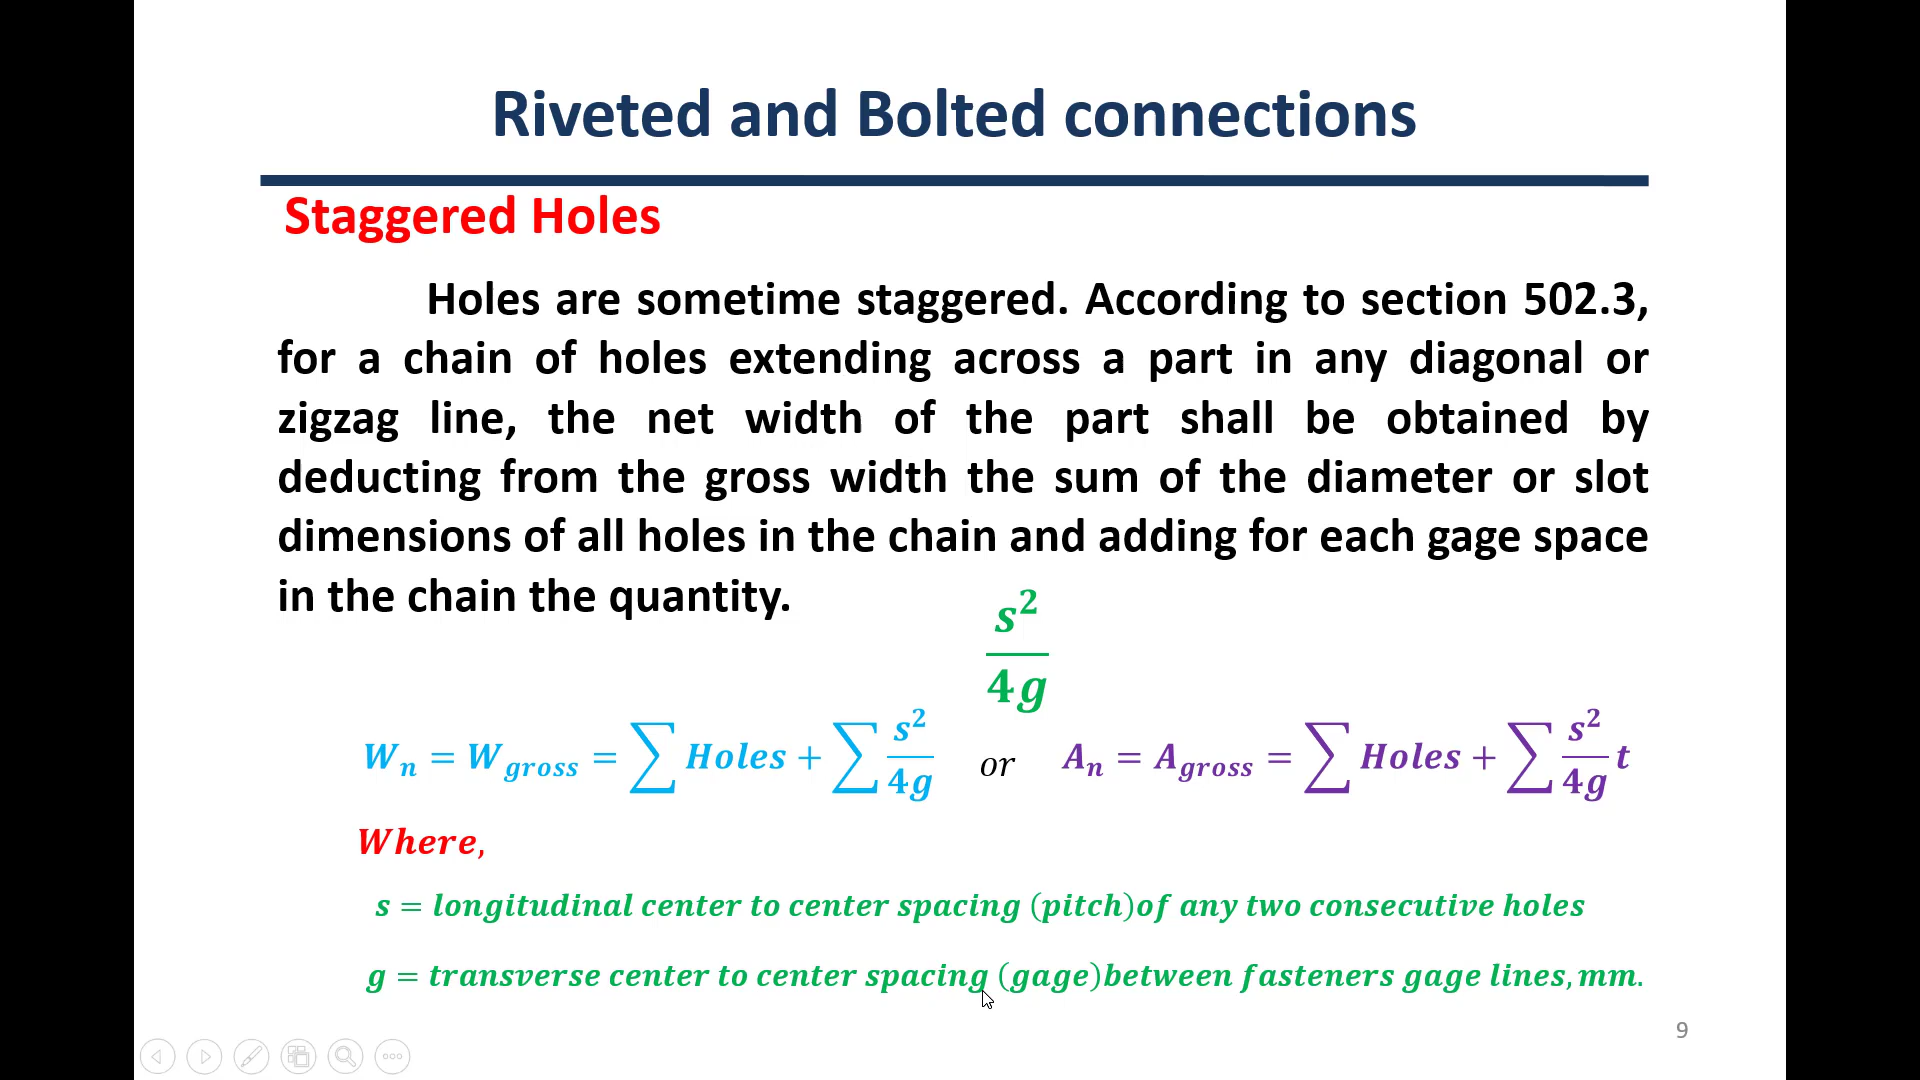 Riveted and Bolted connections
Staggered Holes
Holes are sometime staggered. According to section 502.3,
for a chain of holes extending across a part in any diagonal or
zigzag line, the net width of the part shall be obtained by
deducting from the gross width the sum of the diameter or slot
dimensions of all holes in the chain and adding for each gage space
in the chain the quantity.
s²/4g
Wₙ = W_gross = ∑ Holes + ∑ s²/4g or Aₙ = A_gross = ∑ Holes + ∑ s²/4g t
Where,
s = longitudinal center to center spacing (pitch)of any two consecutive holes
g = transverse center to center spacing (gage)between fasteners gage lines, mm.
9